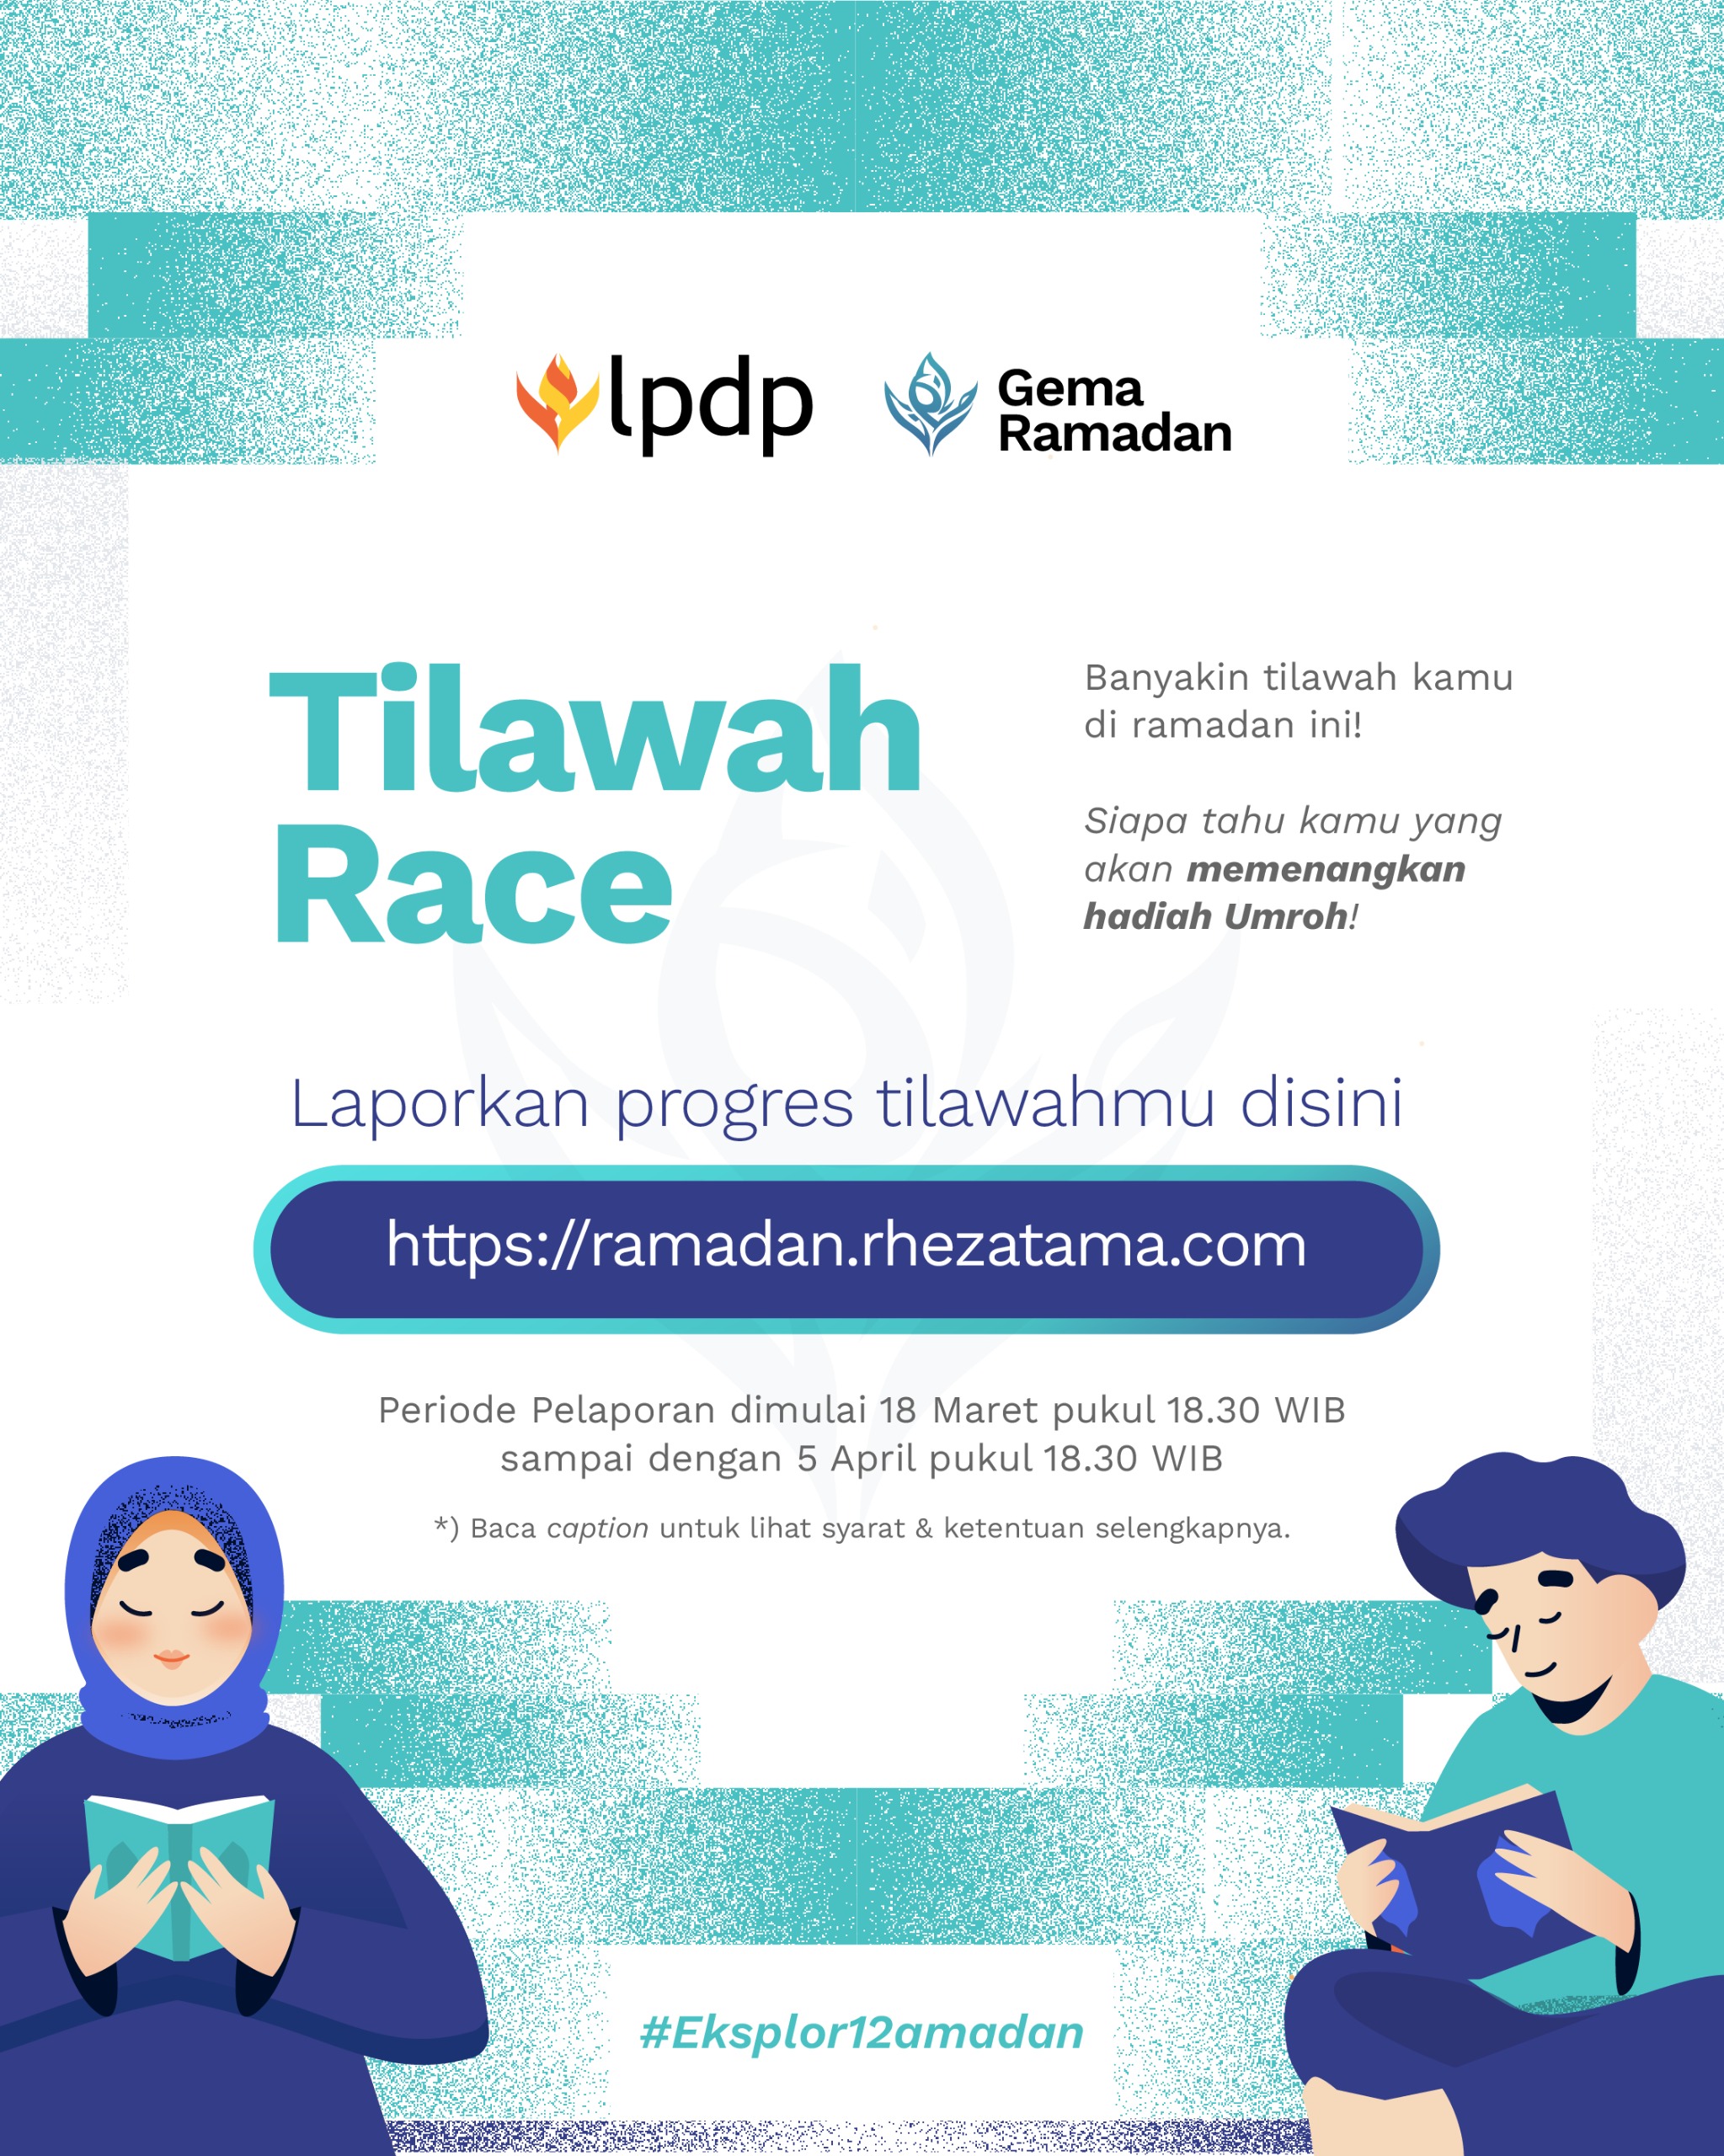 lpdp
Gema
Ramadan
Tilawah
Race
Banyakin tilawah kamu
di ramadan ini!
Siapa tahu kamu yang
akan memenangkan
hadiah Umroh!
Laporkan progres tilawahmu disini
https://ramadan.rhezatama.com
Periode Pelaporan dimulai 18 Maret pukul 18.30 WIB
sampai dengan 5 April pukul 18.30 WIB
*) Baca caption untuk lihat syarat & ketentuan selengkapnya.
#Eksplor12amadan